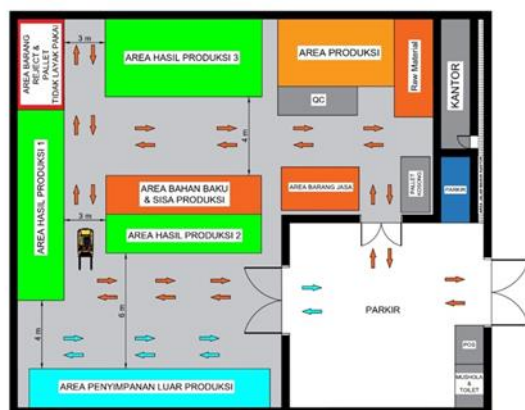 AREA BARANG
REJECT &
PALLET
TIDAK LAYAK PAKAI
3 m
AREA HASIL PRODUKSI 3
AREA PRODUKSI
QC
Raw Material
KANTOR
AREA HASIL PRODUKSI 1
4 m
AREA BAHAN BAKU
& SISA PRODUKSI
AREA BARANG JASA
PALLET
KOSONG
PARKIR
3 m
AREA HASIL PRODUKSI 2
4 m
6 m
PARKIR
AREA PENYIMPANAN LUAR PRODUKSI
POS
MUSHOLA
&
TOILET